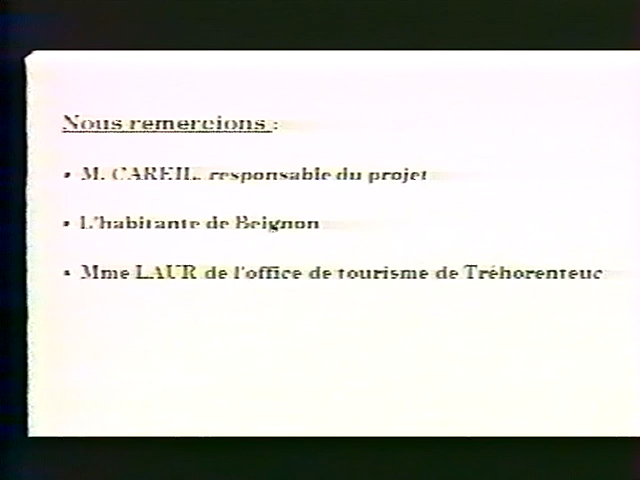 Nous remercions :
• M. CAREIL responsable du projet
• L'habitante de Beignon
• Mme LAUR de l'office de tourisme de Tréhorenteuc